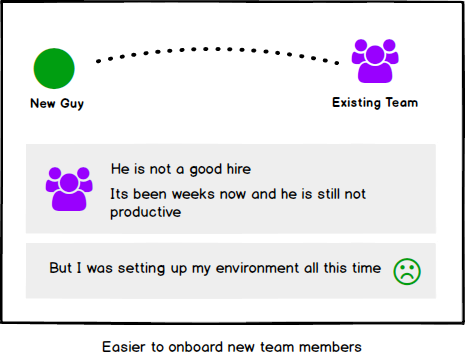 New Guy
Existing Team
He is not a good hire
Its been weeks now and he is still not
productive
But I was setting up my environment all this time
Easier to onboard new team members